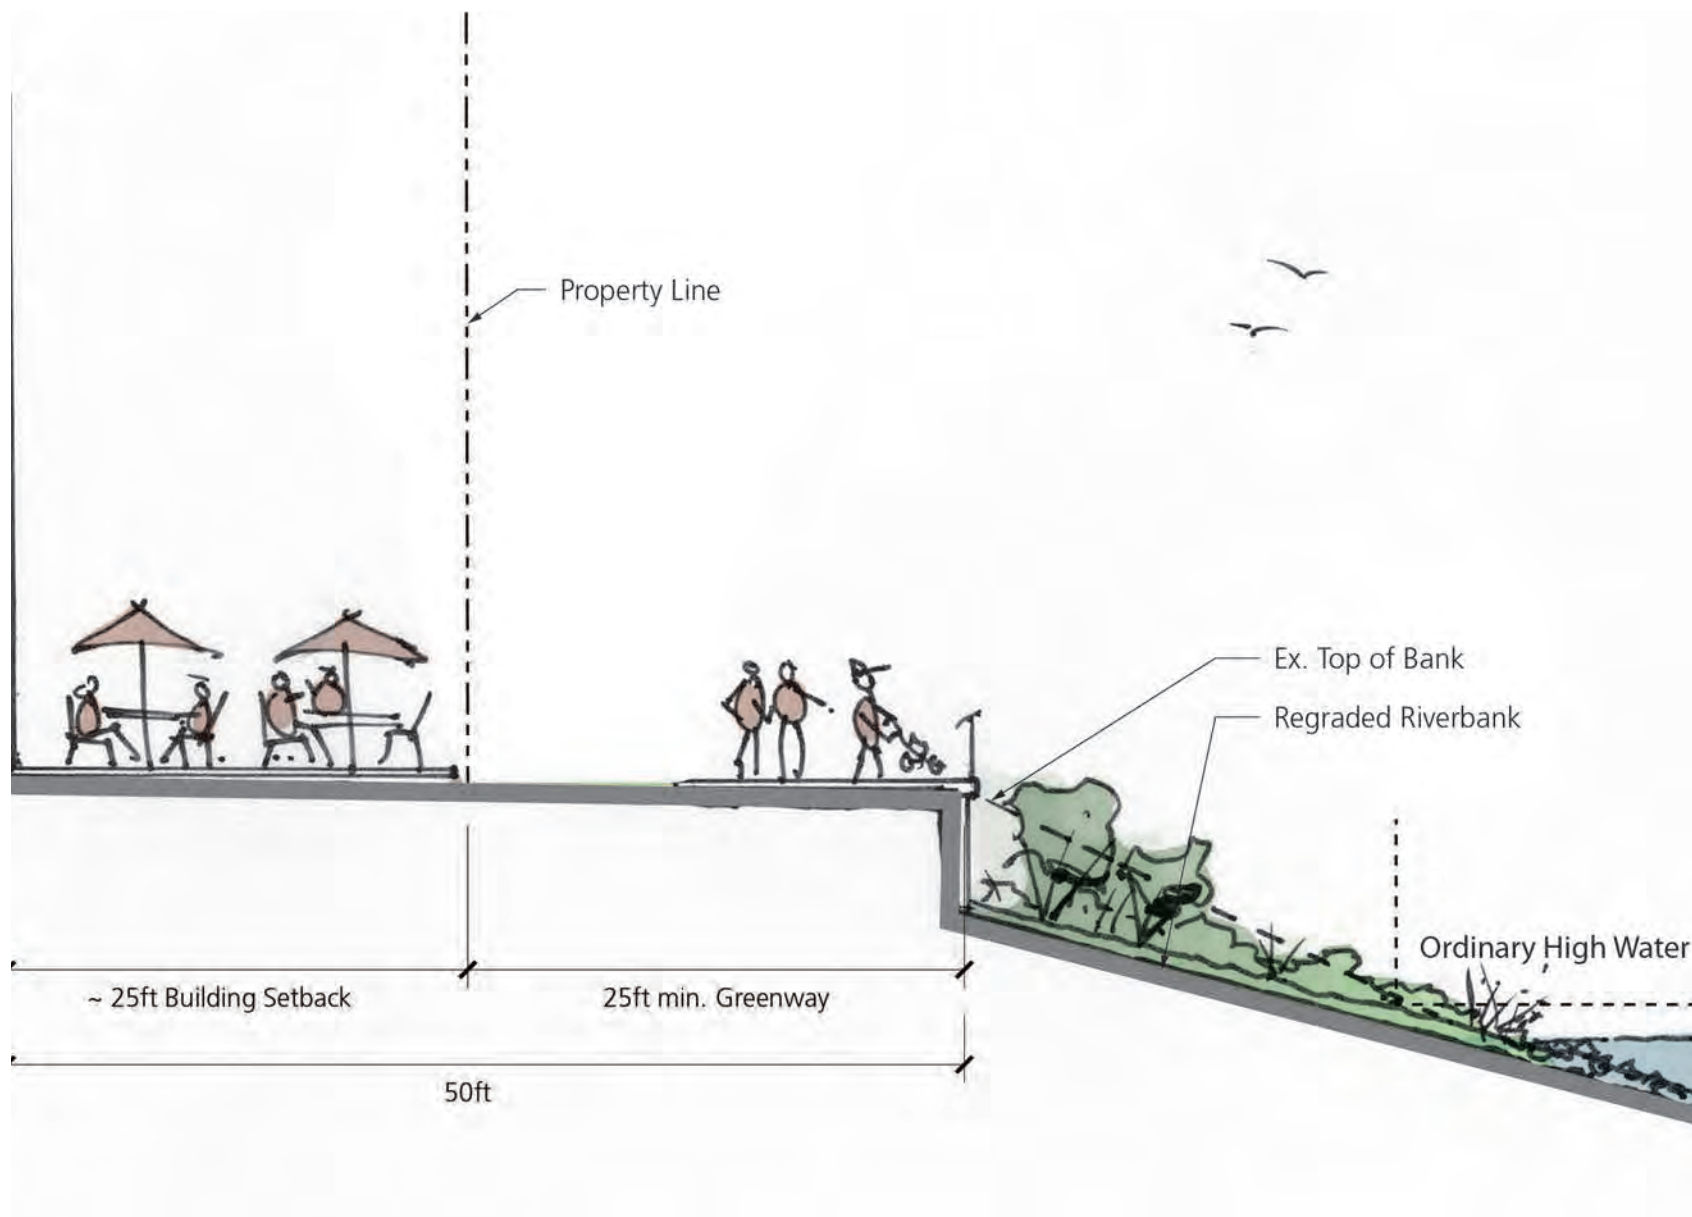 Property Line
Ex. Top of Bank
Regraded Riverbank
Ordinary High Water
~ 25ft Building Setback
25ft min. Greenway
50ft